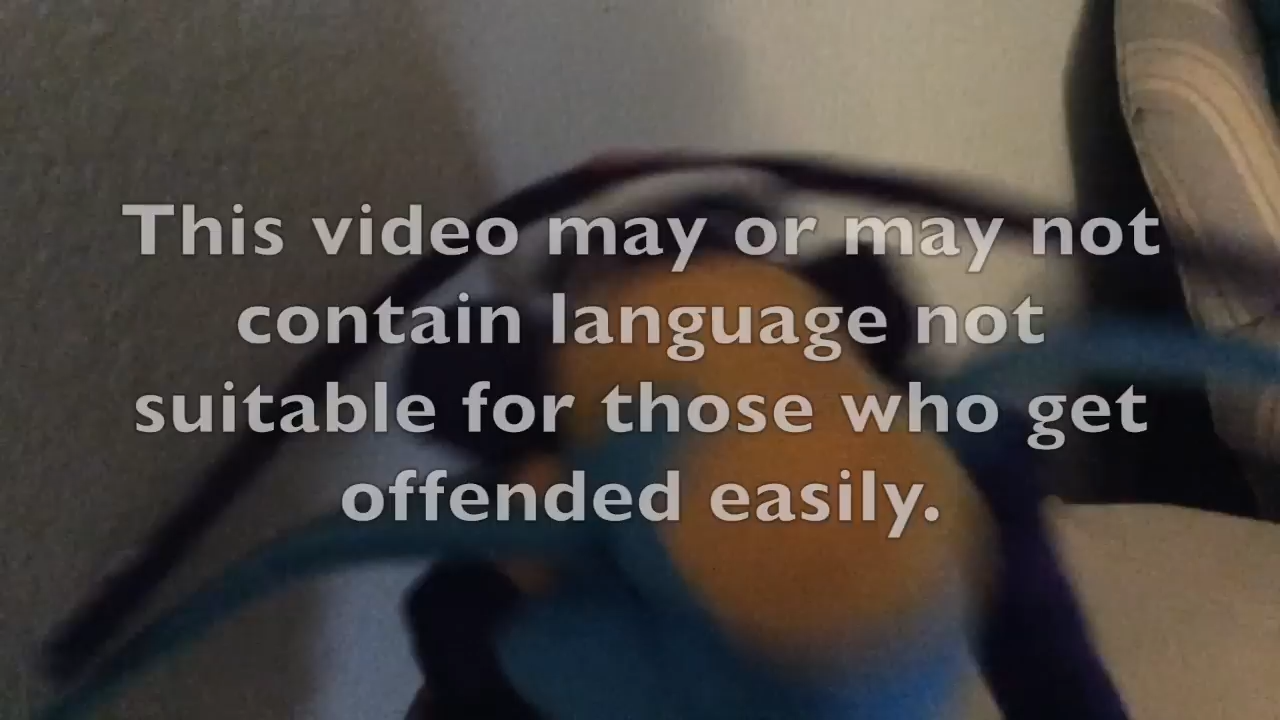 This video may or may not
contain language not
suitable for those who get
offended easily.